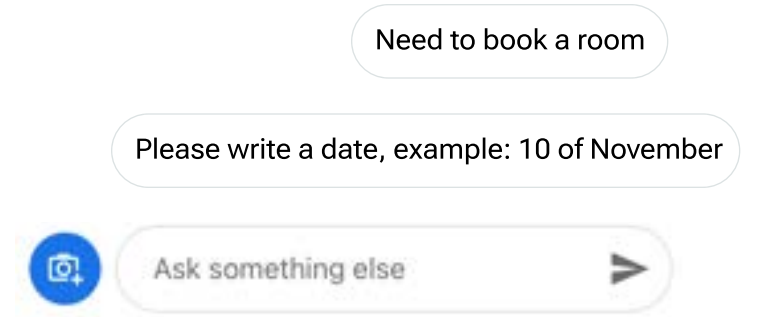 Need to book a room
Please write a date, example: 10 of November
Ask something else